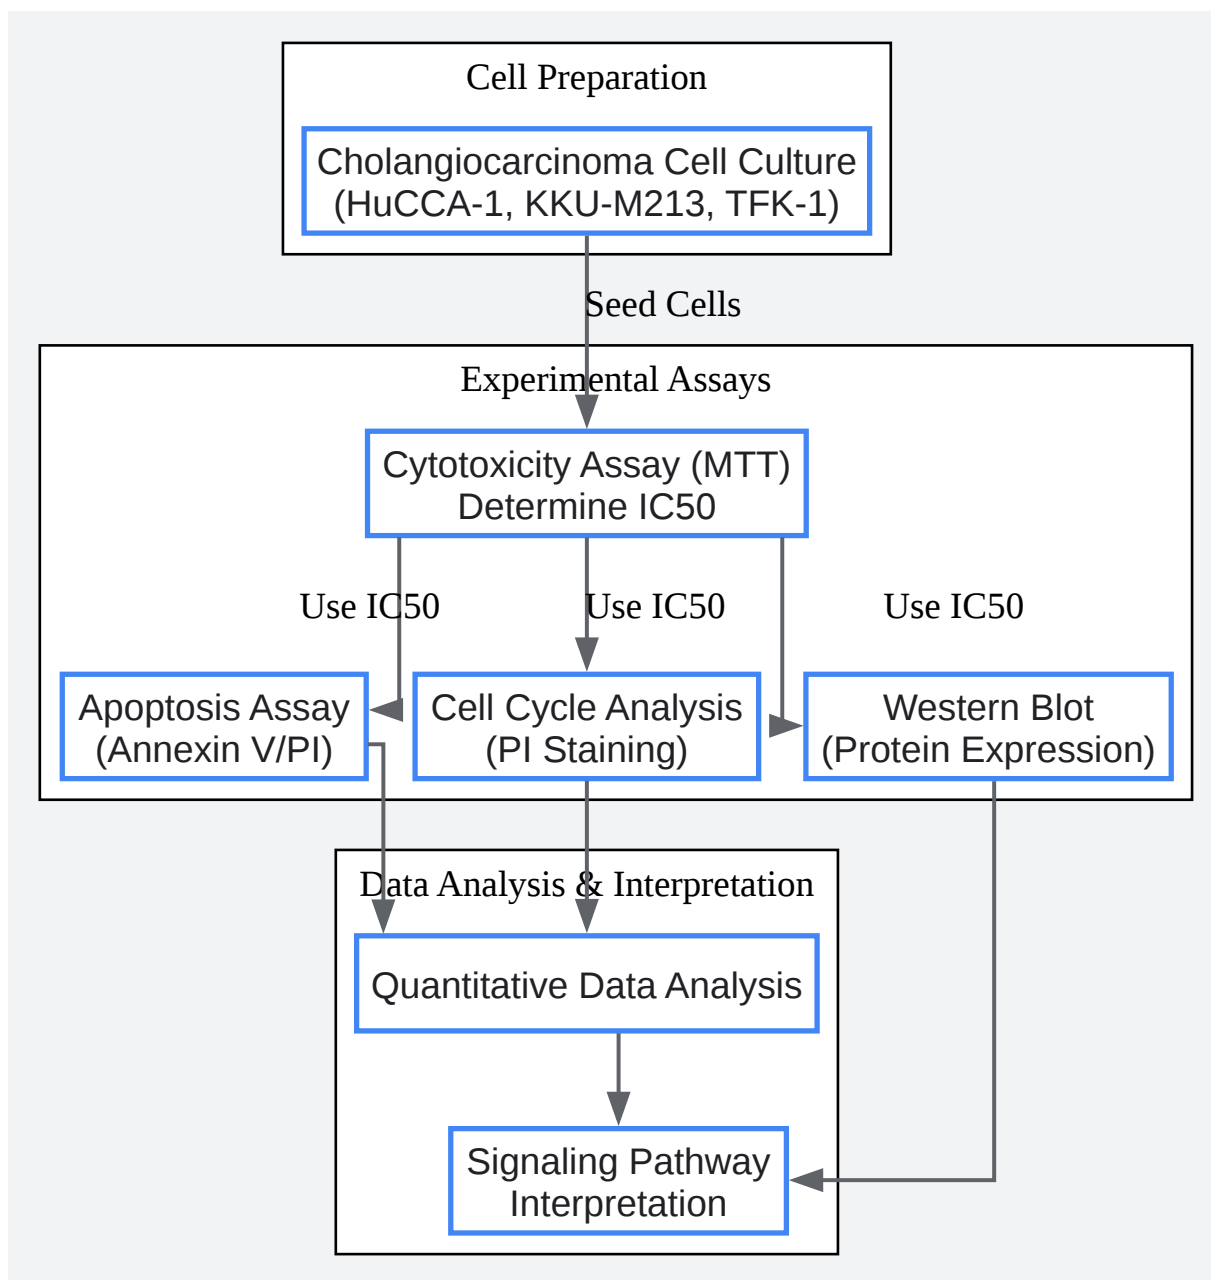 Cell Preparation
Cholangiocarcinoma Cell Culture
(HuCCA-1, KKU-M213, TFK-1)
Seed Cells
Experimental Assays
Cytotoxicity Assay (MTT)
Determine IC50
Use IC50
Use IC50
Use IC50
Apoptosis Assay
(Annexin V/PI)
Cell Cycle Analysis
(PI Staining)
Western Blot
(Protein Expression)
Data Analysis & Interpretation
Quantitative Data Analysis
Signaling Pathway
Interpretation